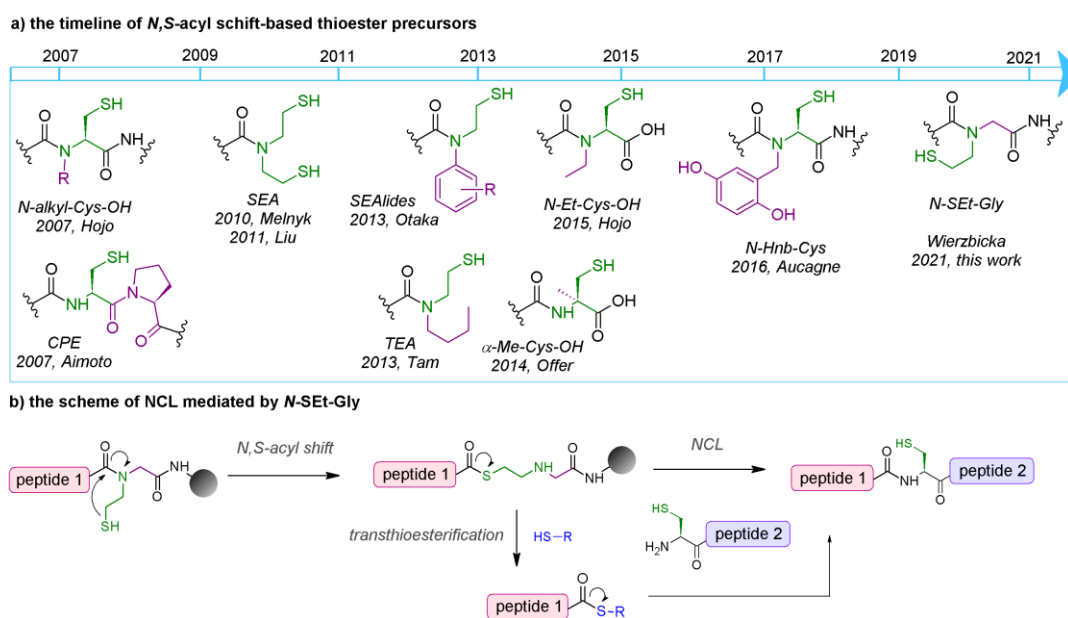 a) the timeline of N,S-acyl schift-based thioester precursors
2007 2009 2011 2013 2015 2017 2019 2021
SH
O
NH
N
O
R
N-alkyl-Cys-OH
2007, Hojo
SH
O
N
SH
SEA
2010, Melnyk
2011, Liu
SH
O
N
R
SEAlides
2013, Otaka
SH
O
OH
N
O
N-Et-Cys-OH
2015, Hojo
SH
O
NH
N
O
HO
OH
N-Hnb-Cys
2016, Aucagne
O
NH
N
O
HS
N-SEt-Gly
Wierzbicka
2021, this work
SH
O
NH
N
O
O
CPE
2007, Aimoto
SH
O
N
TEA
2013, Tam
SH
O
OH
NH
O
α-Me-Cys-OH
2014, Offer
b) the scheme of NCL mediated by N-SEt-Gly
peptide 1
O
N
NH
O
SH
N,S-acyl shift
peptide 1
O
S
NH
O
NH
NCL
HS
H2N
O
peptide 2
HS
peptide 1
O
NH
O
peptide 2
transthioesterification
HS−R
peptide 1
O
S−R